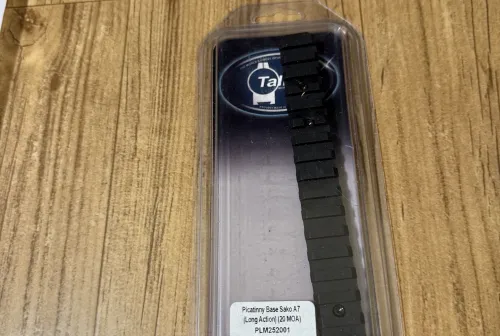 Tal
Picatinny Base Sako A7
(Long Action) (20 MOA)
PLM252001